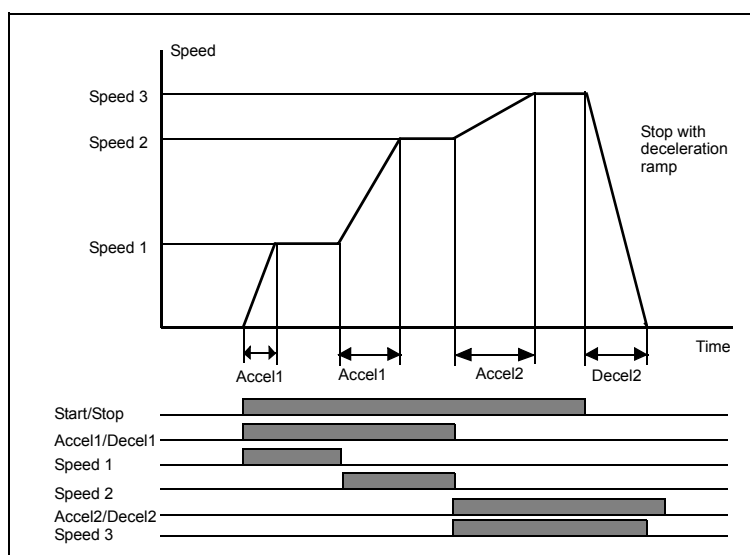 Speed
Speed 3
Speed 2
Stop with
deceleration
ramp
Speed 1
Time
Accel1 Accel1 Accel2 Decel2
Start/Stop
Accel1/Decel1
Speed 1
Speed 2
Accel2/Decel2
Speed 3